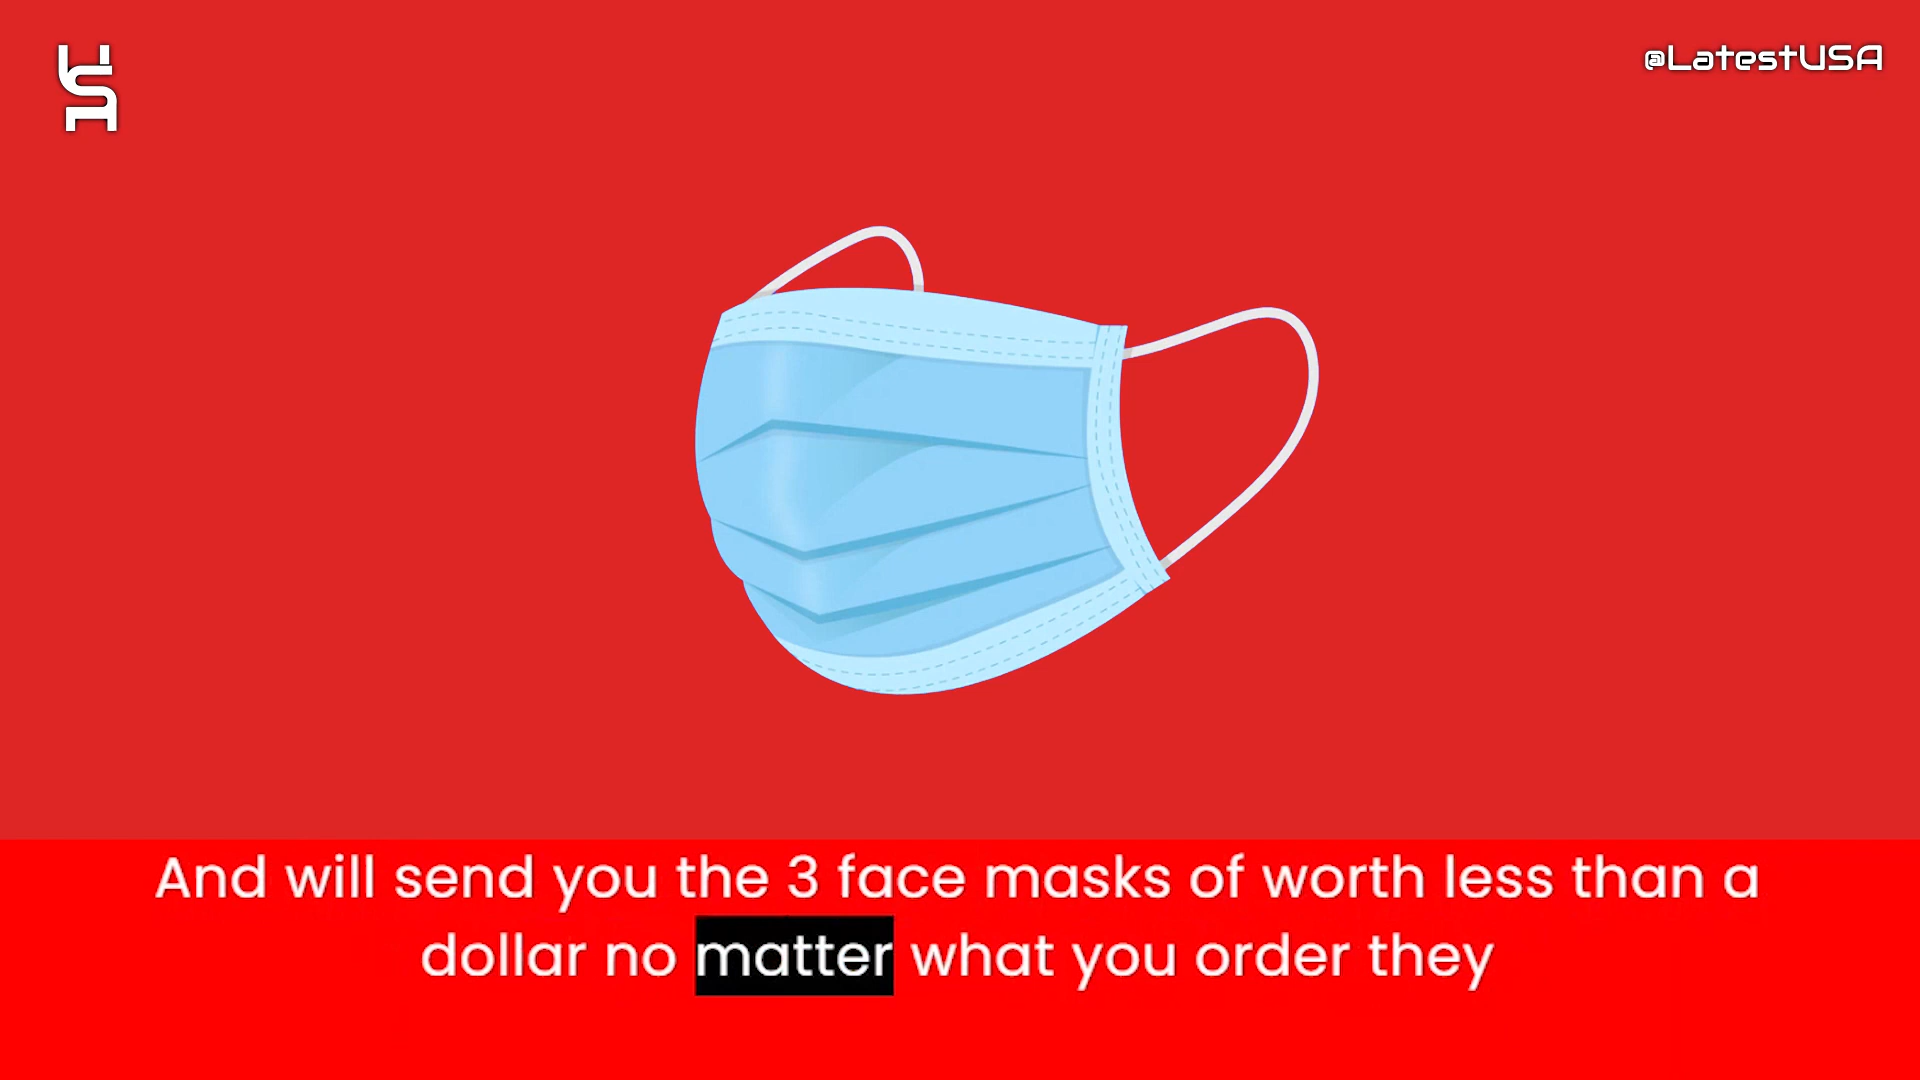 USA
@LatestUSA
And will send you the 3 face masks of worth less than a
dollar no matter what you order they